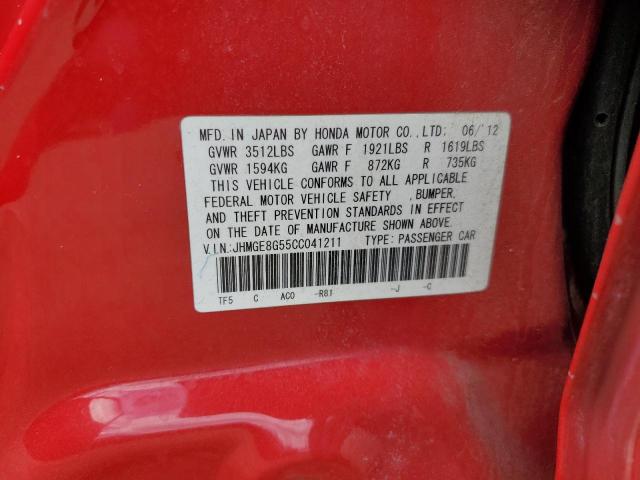 MFD. IN JAPAN BY HONDA MOTOR CO.,LTD; 06/12
GVWR 3512LBS GAWR F 1921LBS R 1619LBS
GVWR 1594KG GAWR F 872KG R 735KG
THIS VEHICLE CONFORMS TO ALL APPLICABLE
FEDERAL MOTOR VEHICLE SAFETY ,BUMPER,
AND THEFT PREVENTION STANDARDS IN EFFECT
ON THE DATE OF MANUFACTURE SHOWN ABOVE.
V.I.N.:JHMGE8G55CC041211 TYPE: PASSENGER CAR
TF5 C AC0 -R81 -J -C